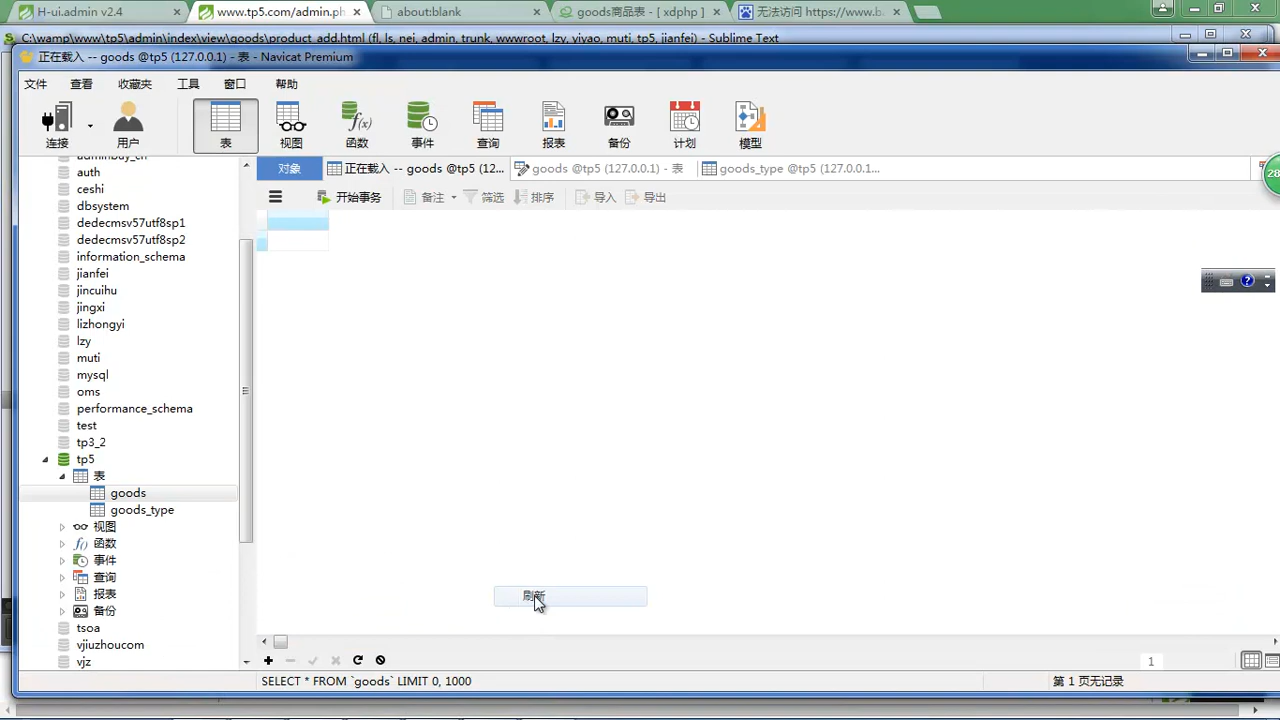 H-ui.admin v2.4
www.tp5.com/admin.ph
about:blank
goods商品表 - [ xdphp ]
无法访问 https://www.b
C:\wamp\www\tp5\admin\index\view\goods\product_add.html (fl, ls, nei, admin, trunk, wwwroot, lzy, yiyao, muti, tp5, jianfei) - Sublime Text
正在载入 -- goods @tp5 (127.0.0.1) - 表 - Navicat Premium
文件 查看 收藏夹 工具 窗口 帮助
连接 用户 表 视图 函数 事件 查询 报表 备份 计划 模型
对象 正在载入 -- goods @tp5 (12... goods @tp5 (127.0.0.1) - 表 goods_type @tp5 (127.0.0.1...
28
开始事务 备注 筛选 排序 导入 导出
auth
ceshi
dbsystem
dedecmsv57utf8sp1
dedecmsv57utf8sp2
information_schema
jianfei
jincuihu
jingxi
lizhongyi
lzy
muti
mysql
oms
performance_schema
test
tp3_2
tp5
表
goods
goods_type
视图
函数
事件
查询
报表
备份
tsoa
vjiuzhou.com
vjz
刷新
1
SELECT * FROM `goods` LIMIT 0, 1000
第 1 页无记录